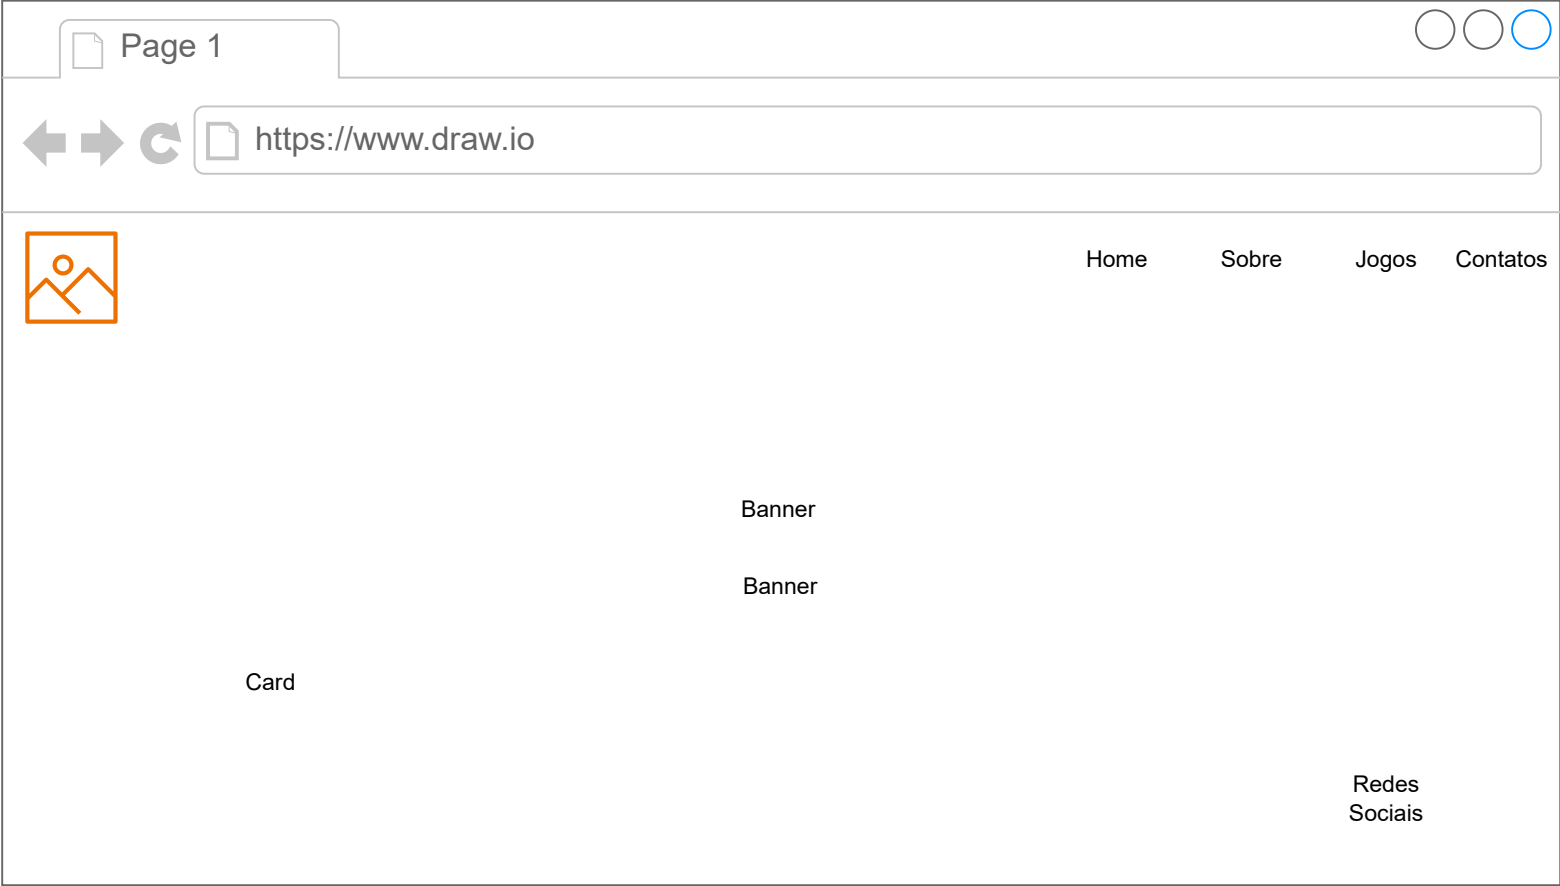 Page 1
https://www.draw.io
Home
Sobre
Jogos
Contatos
Banner
Banner
Card
Redes
Sociais